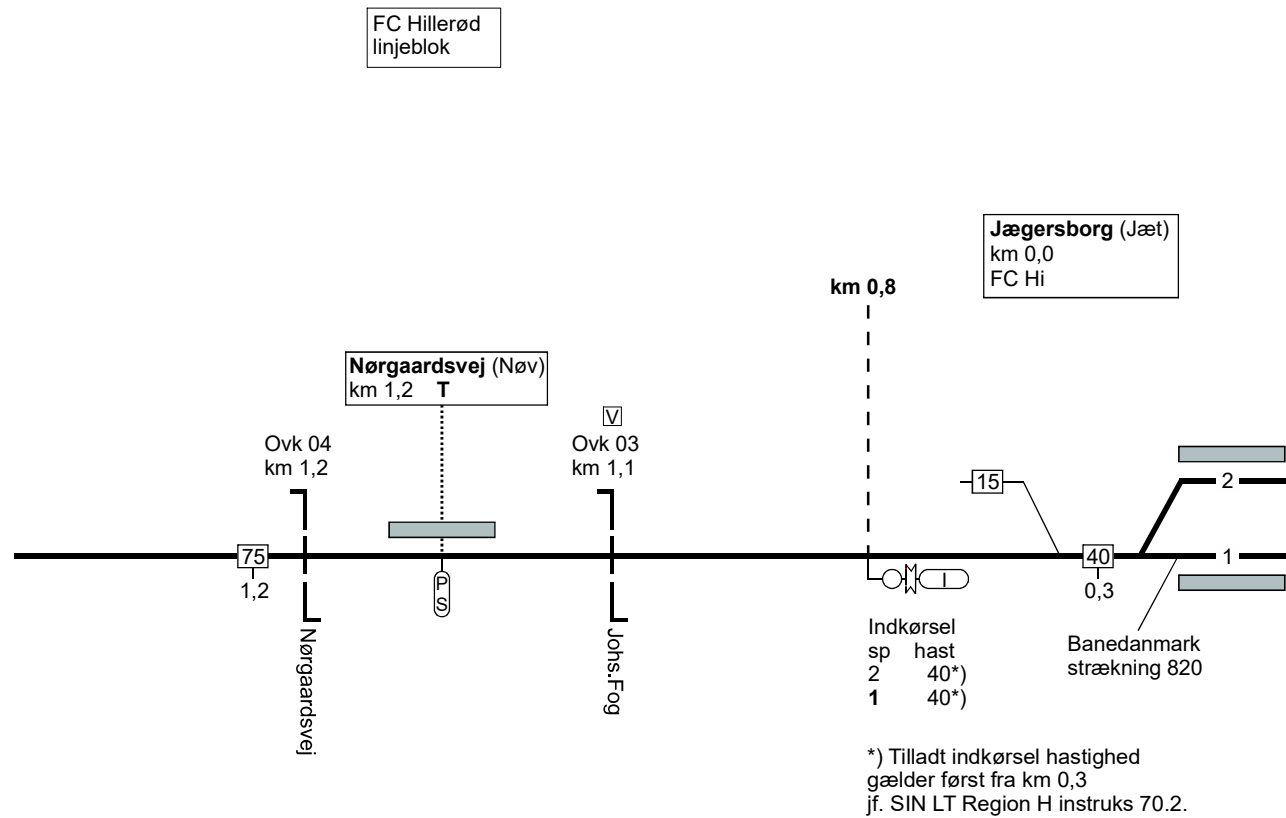 FC Hillerød
linjeblok
Jægersborg (Jæt)
km 0,0
FC Hi
km 0,8
Nørgaardsvej (Nøv)
km 1,2 T
V
Ovk 04
km 1,2
Ovk 03
km 1,1
15
2
75
40
1
1,2
P
S
I
0,3
Nørgaardsvej
Johs.Fog
Indkørsel
sp hast
2 40*)
1 40*)
Banedanmark
strækning 820
*) Tilladt indkørsel hastighed
gælder først fra km 0,3
jf. SIN LT Region H instruks 70.2.